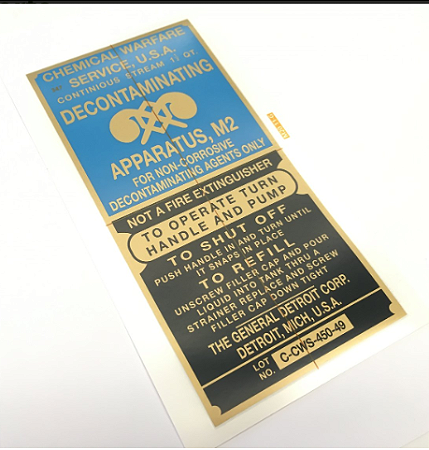 CHEMICAL WARFARE
SERVICE, U.S.A.
CONTINIOUS STREAM 1½ QT.
DECONTAMINATING
APPARATUS, M2
FOR NON-CORROSIVE
DECONTAMINATING AGENTS ONLY
NOT A FIRE EXTINGUISHER
TO OPERATE TURN
HANDLE AND PUMP
TO SHUT OFF
PUSH HANDLE IN AND TURN UNTIL
IT SNAPS IN PLACE
TO REFILL
UNSCREW FILLER CAP AND POUR
LIQUID INTO TANK THRU A
STRAINER REPLACE AND SCREW
FILLER CAP DOWN TIGHT
THE GENERAL DETROIT CORP.
DETROIT, MICH. U.S.A.
LOT
NO. C-CWS-450-49